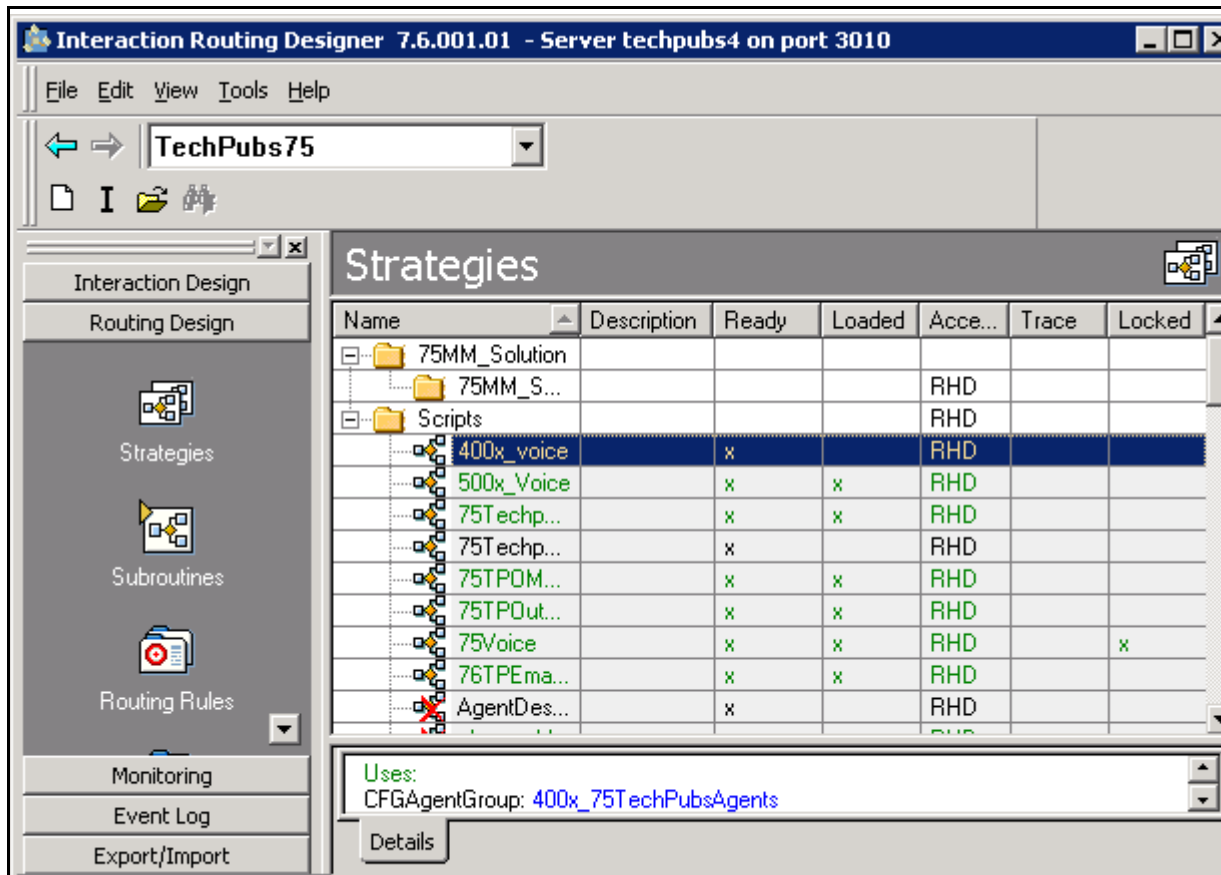 Interaction Routing Designer 7.6.001.01 - Server techpubs4 on port 3010
File Edit View Tools Help
TechPubs75
I
Interaction Design
Routing Design
Strategies
Subroutines
Routing Rules
Monitoring
Event Log
Export/Import
Strategies
Name Description Ready Loaded Acce... Trace Locked
75MM_Solution
75MM_S... RHD
Scripts RHD
400x_voice x RHD
500x_Voice x x RHD
75Techp... x x RHD
75Techp... x RHD
75TPOM... x x RHD
75TPOut... x x RHD
75Voice x x RHD x
76TPEma... x x RHD
AgentDes... x RHD
Uses:
CFGAgentGroup: 400x_75TechPubsAgents
Details